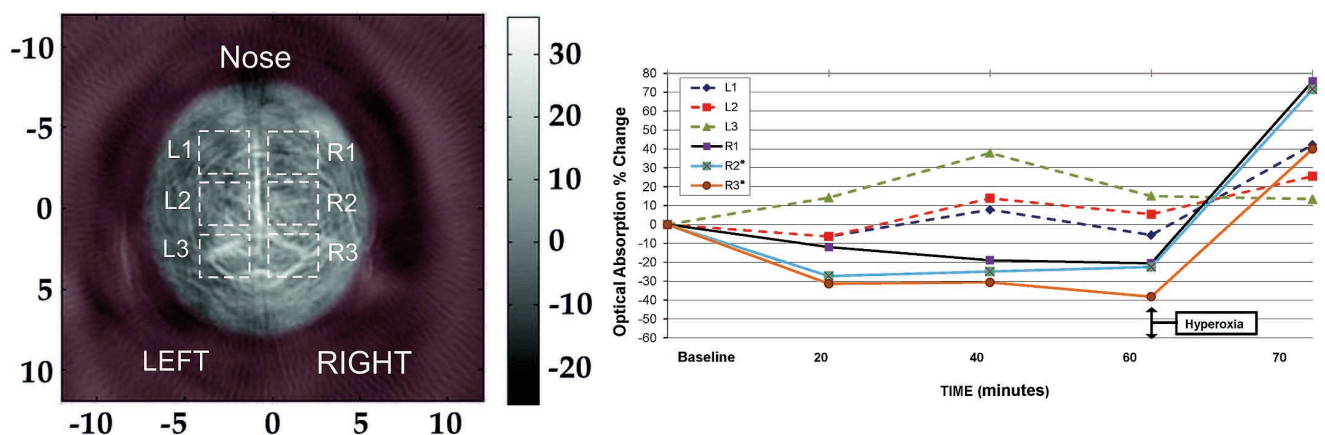 -10
-5
0
5
10
-10
-5
0
5
10
Nose
L1
R1
L2
R2
L3
R3
LEFT
RIGHT
30
20
10
0
-10
-20
Optical Absorption % Change
80
70
60
50
40
30
20
10
0
-10
-20
-30
-40
-50
-60
L1
L2
L3
R1
R2*
R3*
Hyperoxia
Baseline
20
40
60
70
TIME (minutes)